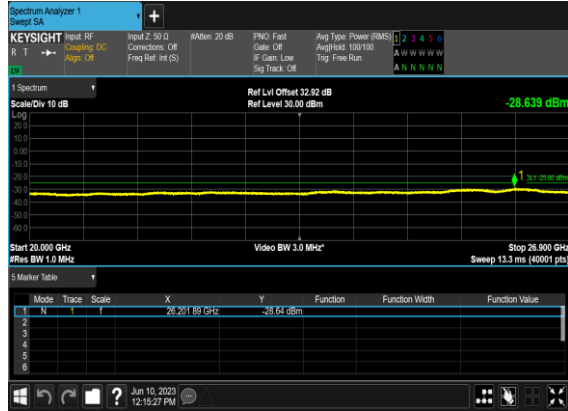 Spectrum Analyzer 1
Swept SA
KEYSIGHT Input: RF Input Z: 50 Ω #Atten: 20 dB PNO: Fast Avg Type: Power (RMS) 1 2 3 4 5 6
R T Coupling: DC Corrections: Off Gate: Off Avg|Hold: 100/100 A W W W W W
Align: Off Freq Ref: Int (S) IF Gain: Low Trig: Free Run
Sig Track: Off A N N N N N
1 Spectrum Ref Lvl Offset 32.92 dB
Scale/Div 10 dB Ref Level 30.00 dBm -28.639 dBm
Log
20.0
10.0
0.00
-10.0
-20.0
1 DL1 -25.00 dBm
-30.0
-40.0
-50.0
-60.0
Start 20.000 GHz Video BW 3.0 MHz* Stop 26.900 GHz
#Res BW 1.0 MHz Sweep 13.3 ms (40001 pts)
5 Marker Table
Mode Trace Scale X Y Function Function Width Function Value
1 N 1 f 26.201 89 GHz -28.64 dBm
2
3
4
5
6
? Jun 10, 2023
12:15:27 PM